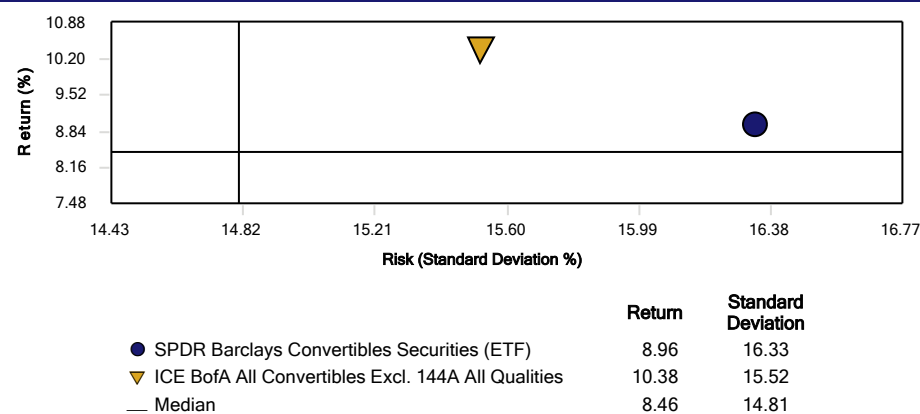 10.88
10.20
9.52
8.84
8.16
7.48
Return (%)
14.43 14.82 15.21 15.60 15.99 16.38 16.77
Risk (Standard Deviation %)
Return Standard Deviation
SPDR Barclays Convertibles Securities (ETF) 8.96 16.33
ICE BofA All Convertibles Excl. 144A All Qualities 10.38 15.52
Median 8.46 14.81